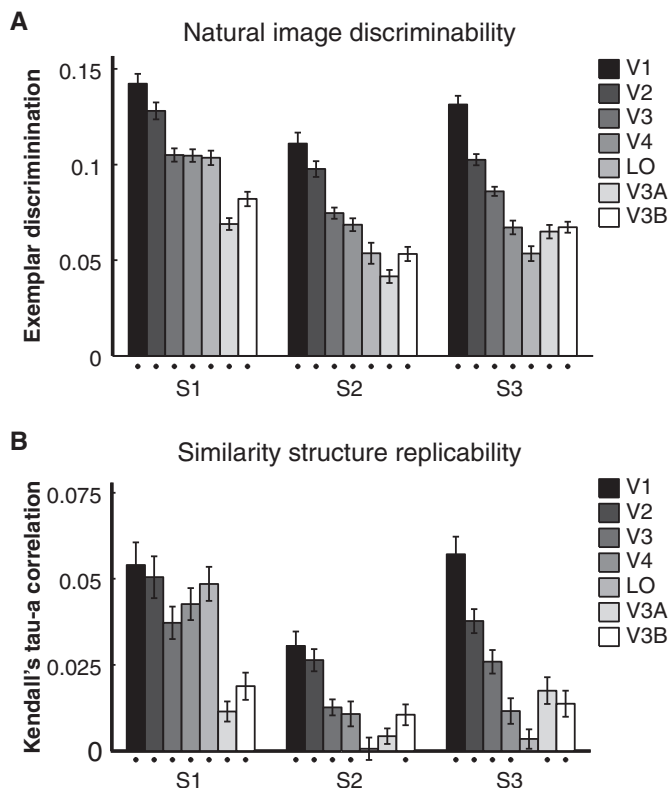 A
Natural image discriminability
Exemplar discriminination
0.15
0.1
0.05
0
S1
S2
S3
V1
V2
V3
V4
LO
V3A
V3B
B
Similarity structure replicability
Kendall's tau-a correlation
0.075
0.05
0.025
0
S1
S2
S3
V1
V2
V3
V4
LO
V3A
V3B